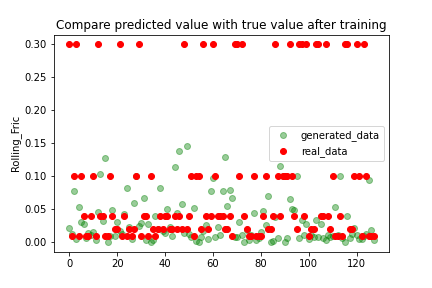 Compare predicted value with true value after training
0.30
0.25
0.20
0.15
0.10
0.05
0.00
Rolling_Fric
generated_data
real_data
0 20 40 60 80 100 120